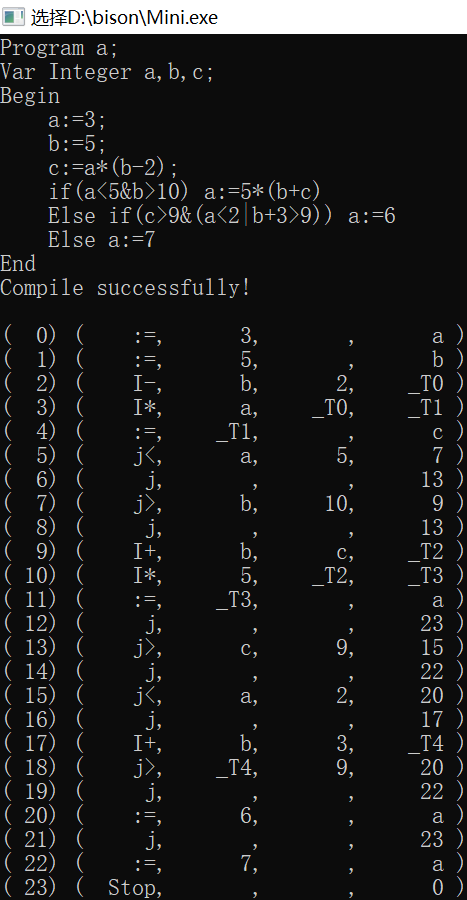 选择D:\bison\Mini.exe
Program a;
Var Integer a,b,c;
Begin
    a:=3;
    b:=5;
    c:=a*(b-2);
    if(a<5&b>10) a:=5*(b+c)
    Else if(c>9&(a<2|b+3>9)) a:=6
    Else a:=7
End
Compile successfully!

(  0) (    :=,     3,      ,     a )
(  1) (    :=,     5,      ,     b )
(  2) (    I-,     b,     2,   _T0 )
(  3) (    I*,     a,   _T0,   _T1 )
(  4) (    :=,   _T1,      ,     c )
(  5) (    j<,     a,     5,     7 )
(  6) (     j,      ,      ,    13 )
(  7) (    j>,     b,    10,     9 )
(  8) (     j,      ,      ,    13 )
(  9) (    I+,     b,     c,   _T2 )
( 10) (    I*,     5,   _T2,   _T3 )
( 11) (    :=,   _T3,      ,     a )
( 12) (     j,      ,      ,    23 )
( 13) (    j>,     c,     9,    15 )
( 14) (     j,      ,      ,    22 )
( 15) (    j<,     a,     2,    20 )
( 16) (     j,      ,      ,    17 )
( 17) (    I+,     b,     3,   _T4 )
( 18) (    j>,   _T4,     9,    20 )
( 19) (     j,      ,      ,    22 )
( 20) (    :=,     6,      ,     a )
( 21) (     j,      ,      ,    23 )
( 22) (    :=,     7,      ,     a )
( 23) (  Stop,      ,      ,     0 )